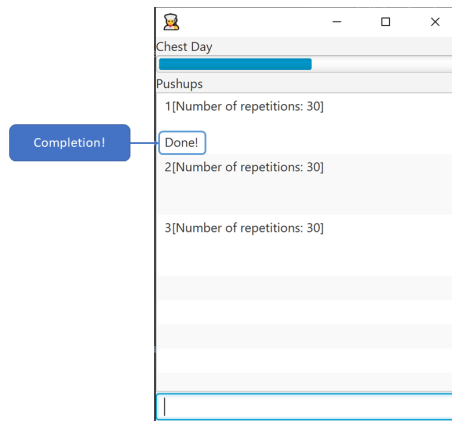 Chest Day
Pushups
1[Number of repetitions: 30]
Completion!
Done!
2[Number of repetitions: 30]
3[Number of repetitions: 30]